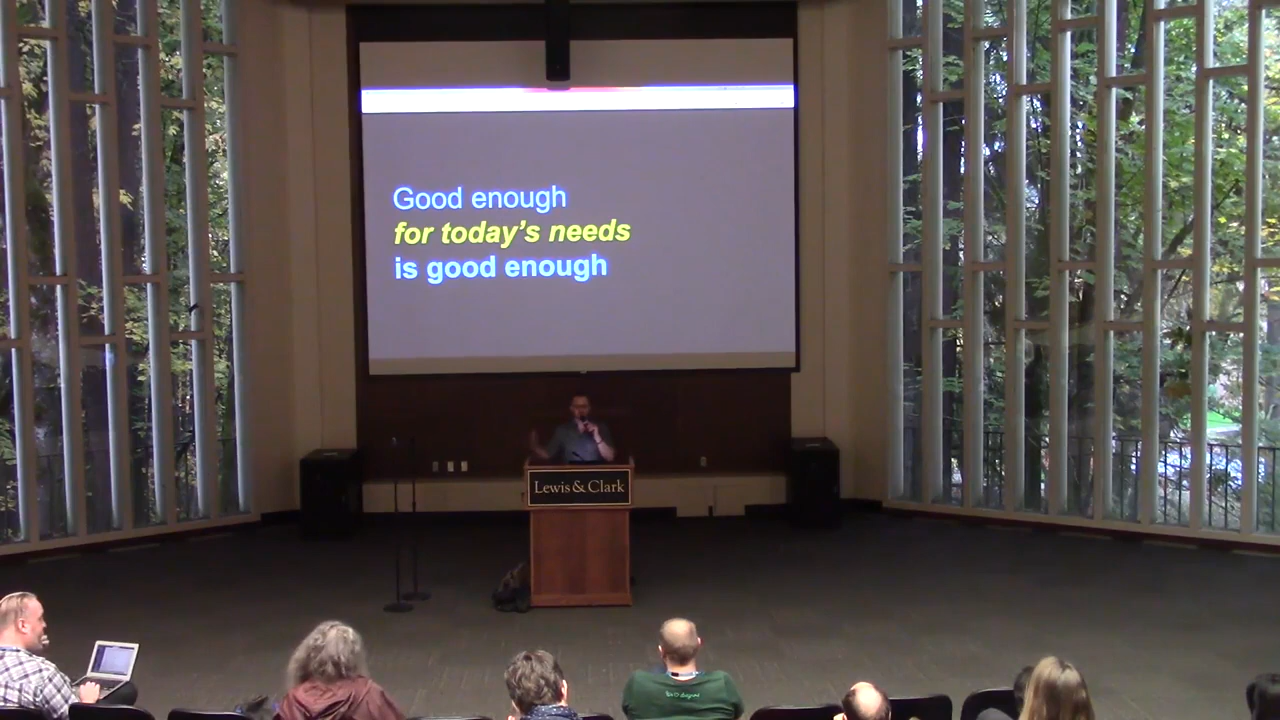 Good enough
for today's needs
is good enough
Lewis & Clark